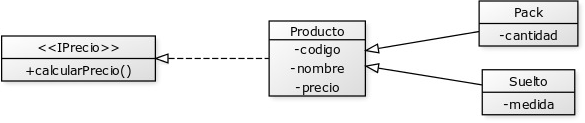 <<IPrecio>>
+calcularPrecio()
Producto
-codigo
-nombre
-precio
Pack
-cantidad
Suelto
-medida